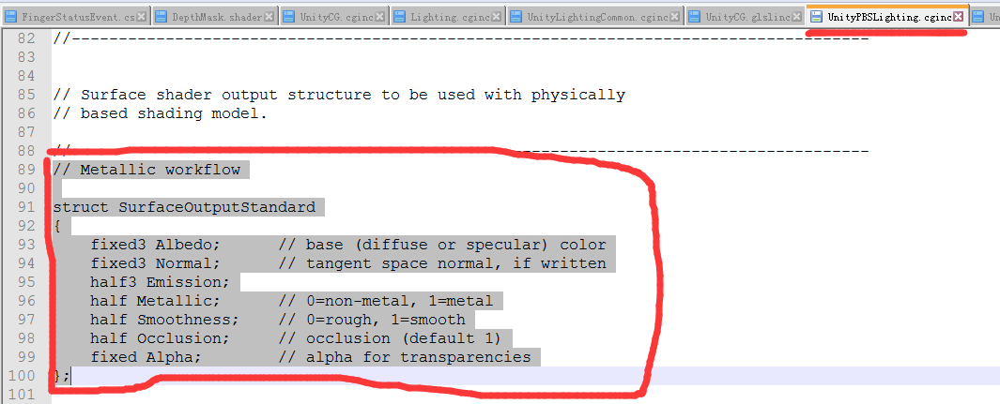 FingerStatusEvent.cs DepthMask.shader UnityCG.cginc Lighting.cginc UnityLightingCommon.cginc UnityCG.glslinc UnityPBSLighting.cginc Un
82 //-------------------------------------------------------------------------------------
83
84
85 // Surface shader output structure to be used with physically
86 // based shading model.
87
88 //-------------------------------------------------------------------------------------
89 // Metallic workflow
90
91 struct SurfaceOutputStandard
92 {
93 fixed3 Albedo; // base (diffuse or specular) color
94 fixed3 Normal; // tangent space normal, if written
95 half3 Emission;
96 half Metallic; // 0=non-metal, 1=metal
97 half Smoothness; // 0=rough, 1=smooth
98 half Occlusion; // occlusion (default 1)
99 fixed Alpha; // alpha for transparencies
100 };
101